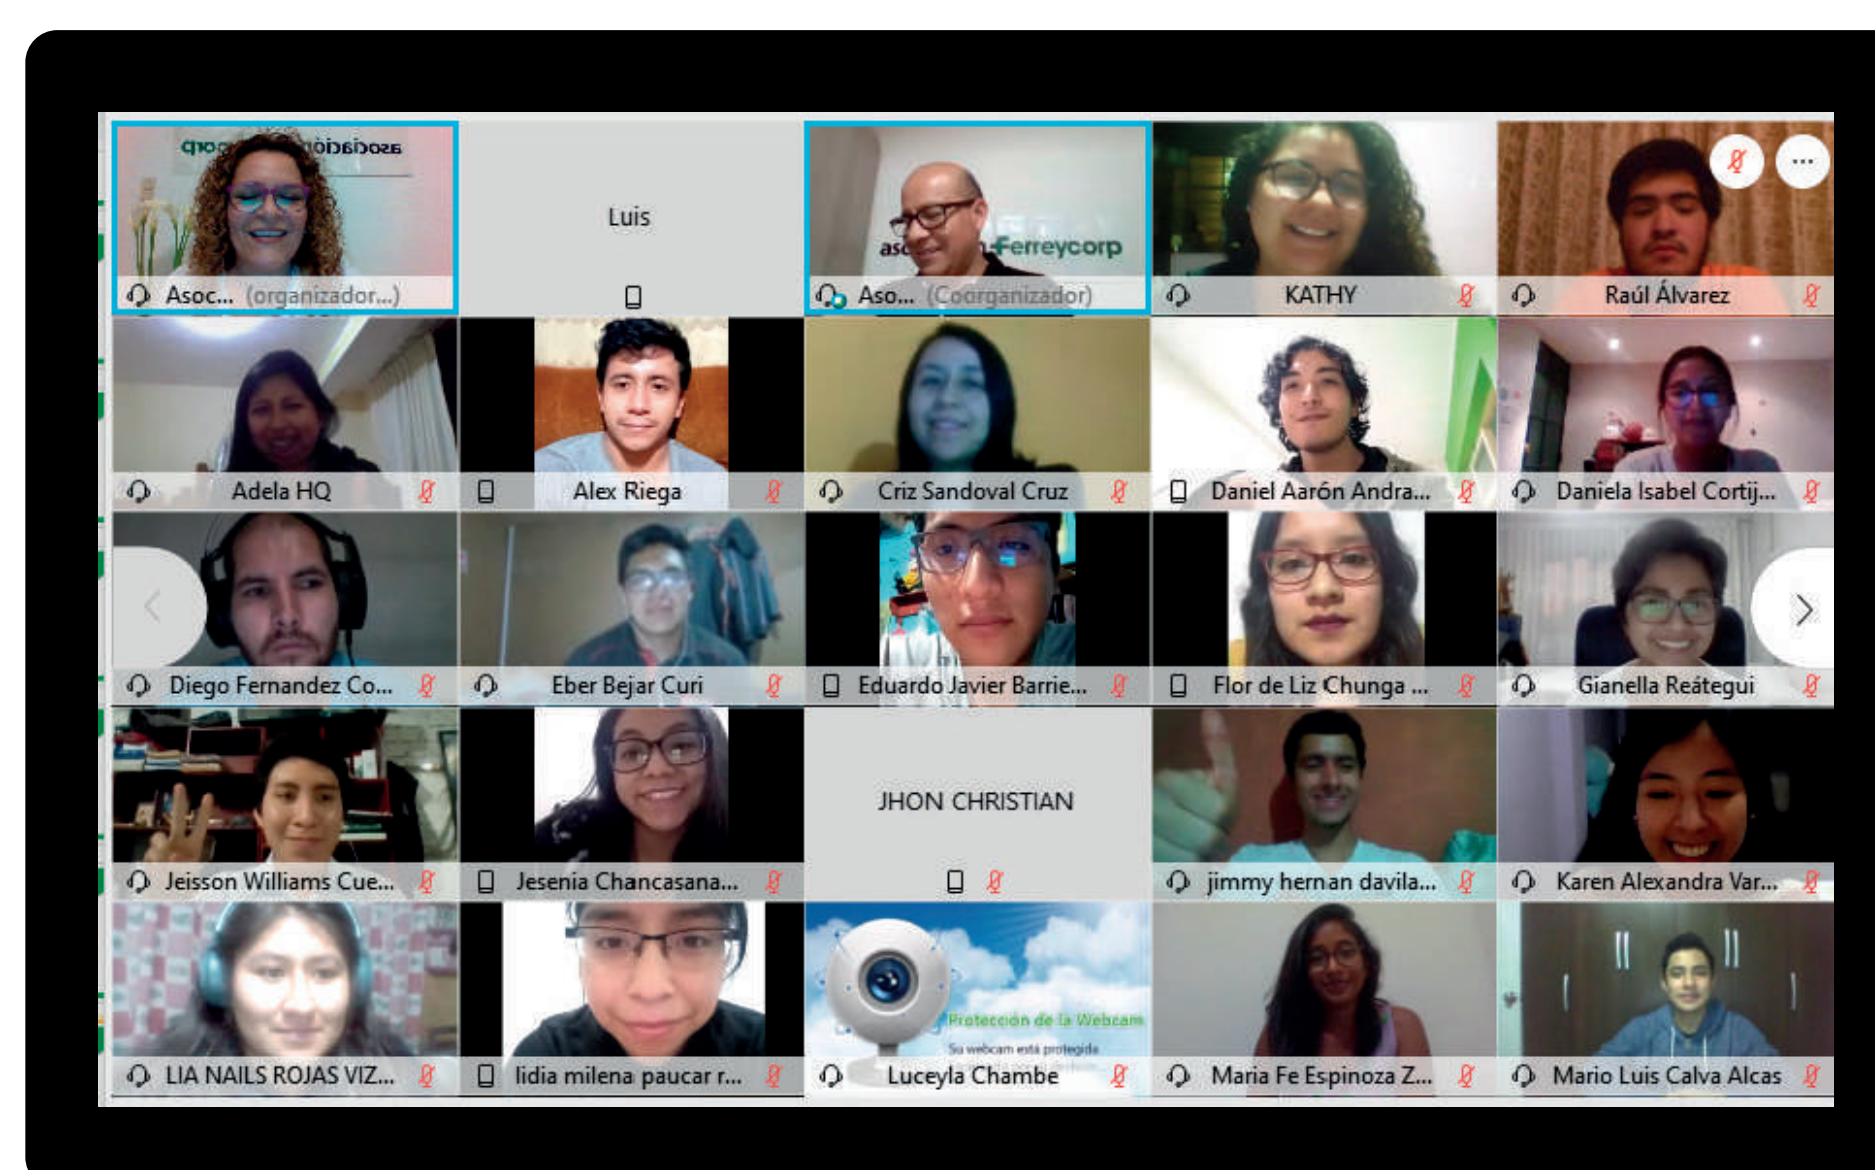 asociación
Luis
Ferreycorp
Asoc... (organizador...)
Aso... (Coorganizador)
KATHY
Raúl Álvarez
Adela HQ
Alex Riega
Criz Sandoval Cruz
Daniel Aarón Andra...
Daniela Isabel Cortij...
Diego Fernandez Co...
Eber Bejar Curi
Eduardo Javier Barrie...
Flor de Liz Chunga ...
Gianella Reátegui
JHON CHRISTIAN
Jeisson Williams Cue...
Jesenia Chancasana...
jimmy hernan davila...
Karen Alexandra Var...
Protección de la Webcam
Su webcam está protegida
LIA NAILS ROJAS VIZ...
lidia milena paucar r...
Luceyla Chambe
Maria Fe Espinoza Z...
Mario Luis Calva Alcas